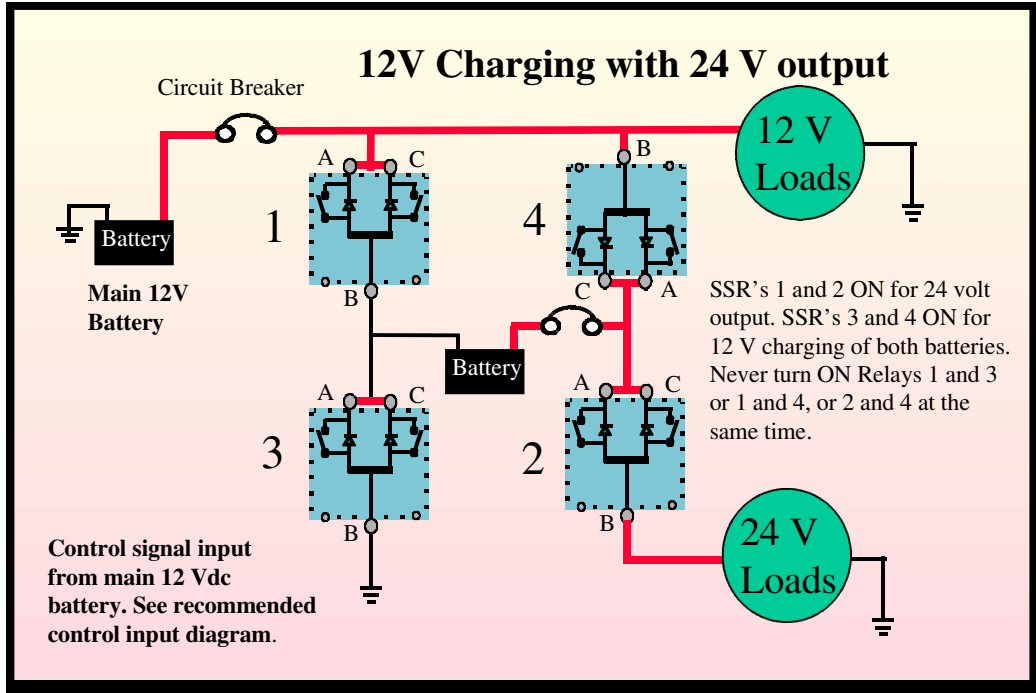 12V Charging with 24 V output
Circuit Breaker
12 V
Loads
A
C
B
1
4
Battery
Main 12V
Battery
B
C
A
SSR's 1 and 2 ON for 24 volt
output. SSR's 3 and 4 ON for
12 V charging of both batteries.
Never turn ON Relays 1 and 3
or 1 and 4, or 2 and 4 at the
same time.
Battery
A
C
A
C
3
2
B
B
24 V
Loads
Control signal input
from main 12 Vdc
battery. See recommended
control input diagram.